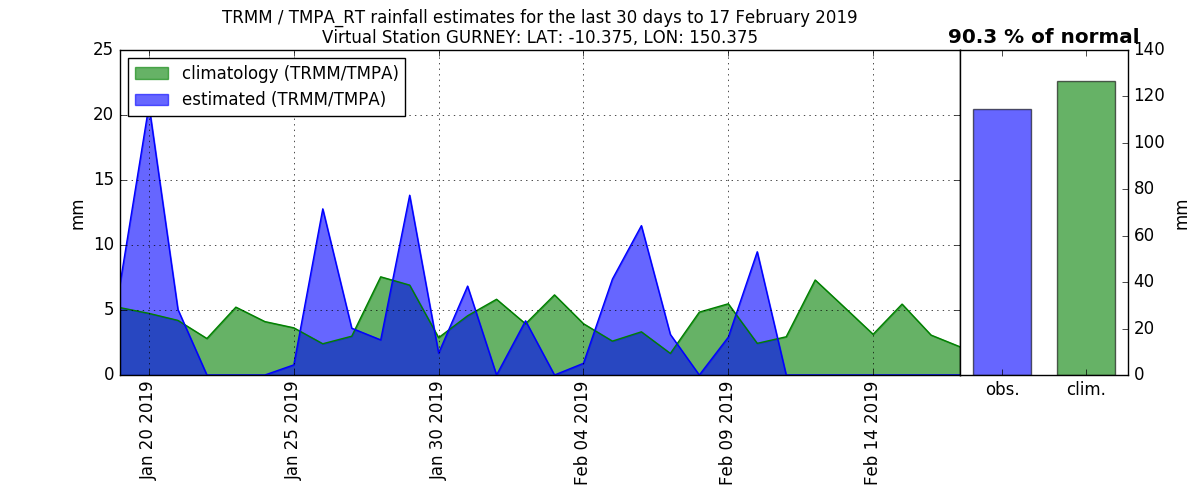 TRMM / TMPA_RT rainfall estimates for the last 30 days to 17 February 2019
Virtual Station GURNEY: LAT: -10.375, LON: 150.375
90.3 % of normal
climatology (TRMM/TMPA)
estimated (TRMM/TMPA)
25
20
15
10
5
0
mm
Jan 20 2019
Jan 25 2019
Jan 30 2019
Feb 04 2019
Feb 09 2019
Feb 14 2019
obs.
clim.
140
120
100
80
60
40
20
0
mm